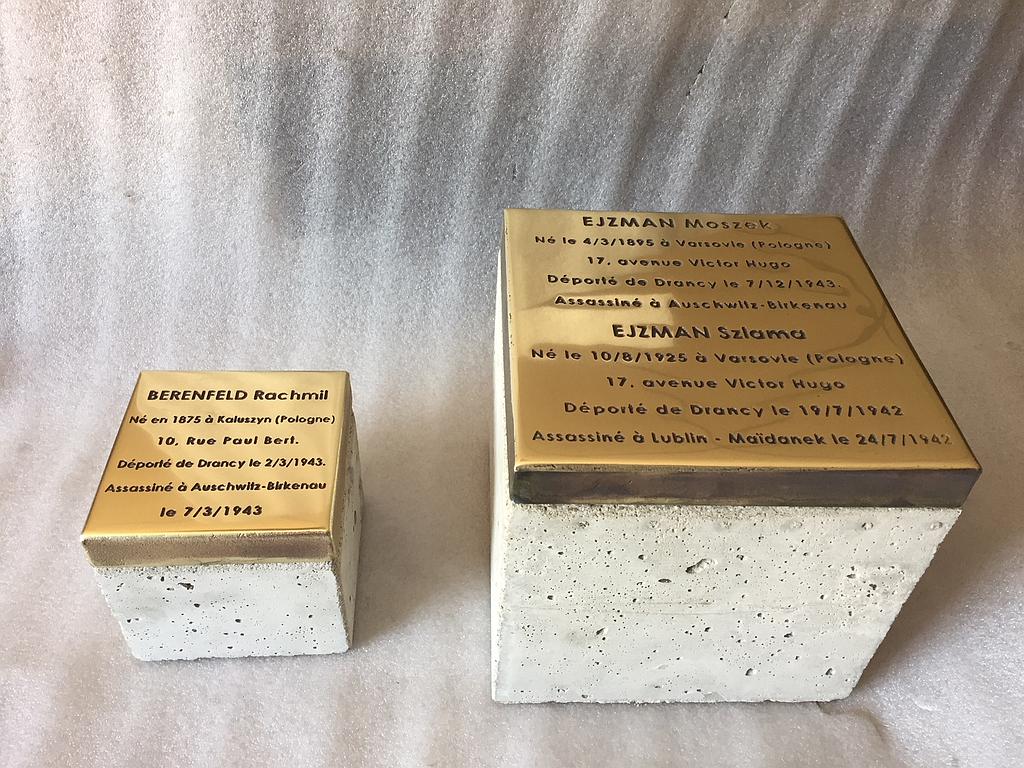 BERENFELD Rachmil
Né en 1875 à Kaluszyn (Pologne)
10, Rue Paul Bert.
Déporté de Drancy le 2/3/1943.
Assassiné à Auschwitz-Birkenau
le 7/3/1943
EJZMAN Moszek
Né le 4/3/1895 à Varsovie (Pologne)
17, avenue Victor Hugo
Déporté de Drancy le 7/12/1943.
Assassiné à Auschwitz-Birkenau
EJZMAN Szlama
Né le 10/8/1925 à Varsovie (Pologne)
17, avenue Victor Hugo
Déporté de Drancy le 19/7/1942
Assassiné à Lublin - Maïdanek le 24/7/1942